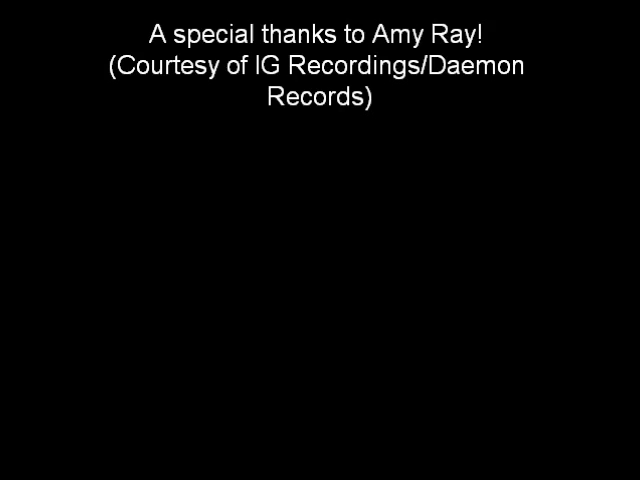 A special thanks to Amy Ray!
(Courtesy of IG Recordings/Daemon
Records)